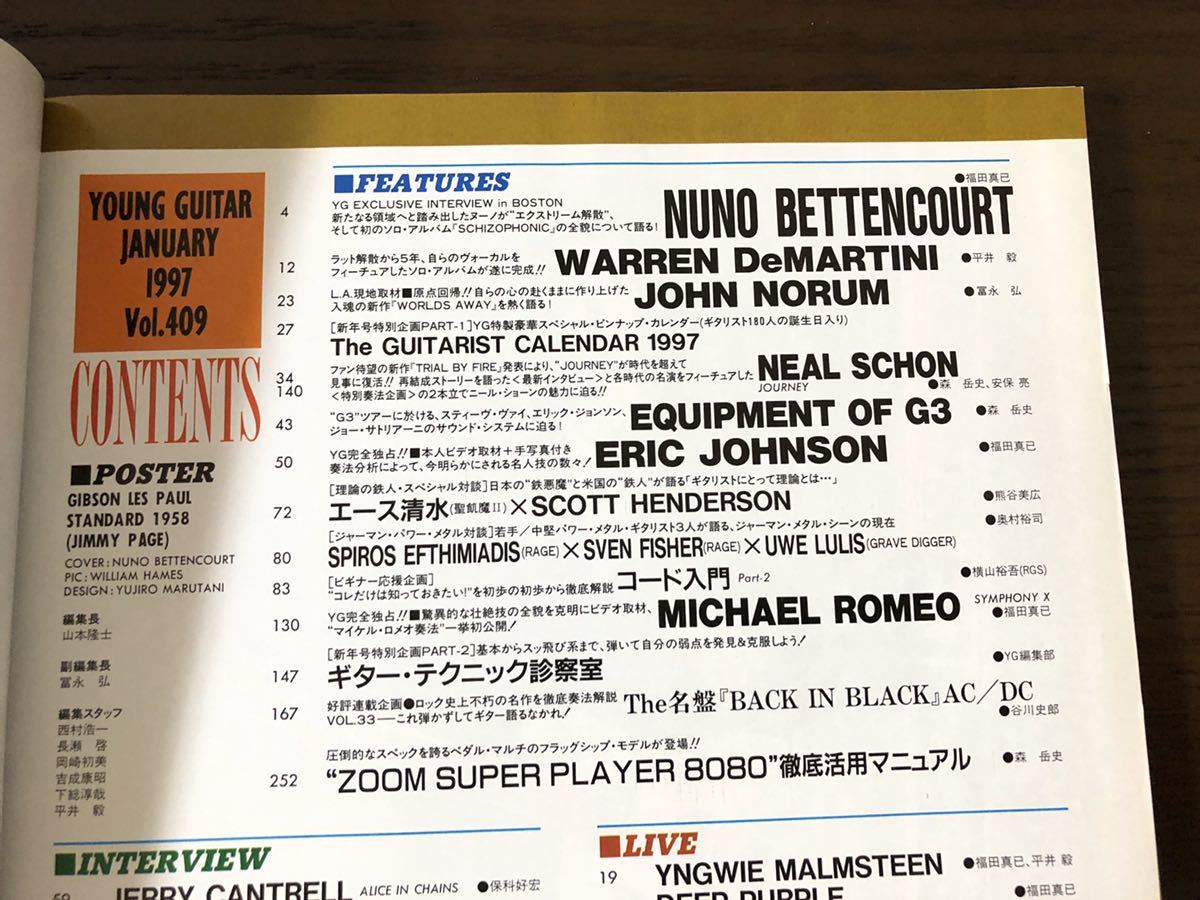 YOUNG GUITAR
JANUARY
1997
Vol.409
CONTENTS
■POSTER
GIBSON LES PAUL
STANDARD 1958
(JIMMY PAGE)
COVER:NUNO BETTENCOURT
PIC:WILLIAM HAMES
DESIGN:YUJIRO MARUTANI
編集長
山本隆士
副編集長
冨永 弘
編集スタッフ
西村浩一
長瀬 啓
岡崎初美
吉成康昭
下総淳哉
平井 毅
■FEATURES
●福田真已
YG EXCLUSIVE INTERVIEW in BOSTON
4 新たなる領域へと踏み出したヌーノが“エクストリーム解散”、
そして初のソロ・アルバム『SCHIZOPHONIC』の全貌について語る! NUNO BETTENCOURT
ラット解散から5年、自らのヴォーカルを
12 フィーチュアしたソロ・アルバムが遂に完成!! WARREN DeMARTINI ●平井 毅
L.A.現地取材■原点回帰!!自らの心の赴くままに作り上げた
23 入魂の新作『WORLDS AWAY』を熱く語る! JOHN NORUM ●冨永 弘
27 [新年号特別企画PART-1]YG特製豪華スペシャル・ピンナップ・カレンダー(ギタリスト180人の誕生日入り)
The GUITARIST CALENDAR 1997
ファン待望の新作『TRIAL BY FIRE』発表により、“JOURNEY”が時代を超えて
34 見事に復活!! 再結成ストーリーを語った<最新インタビュー>と各時代の名演をフィーチュアした NEAL SCHON
140 <特別奏法企画>の2本立てでニール・ショーンの魅力に迫る!! JOURNEY ●森 岳史、安保 亮
“G3”ツアーに於ける、スティーヴ・ヴァイ、エリック・ジョンソン、
43 ジョー・サトリアーニのサウンド・システムに迫る! EQUIPMENT OF G3 ●森 岳史
YG完全独占!!■本人ビデオ取材+手写真付き
50 奏法分析によって、今明らかにされる名人技の数々! ERIC JOHNSON ●福田真已
[理論の鉄人・スペシャル対談]日本の“鉄悪魔”と米国の“鉄人”が語る「ギタリストにとって理論とは…」
72 エース清水(聖飢魔II)×SCOTT HENDERSON ●熊谷美広
[ジャーマン・パワー・メタル対談]若手/中堅パワー・メタル・ギタリスト3人が語る、ジャーマン・メタル・シーンの現在 ●奥村裕司
80 SPIROS EFTHIMIADIS(RAGE)×SVEN FISHER(RAGE)×UWE LULIS(GRAVE DIGGER)
[ビギナー応援企画]
83 “コレだけは知っておきたい!”を初歩の初歩から徹底解説 コード入門 Part-2 ●横山裕吾(RGS)
YG完全独占!!■驚異的な壮絶技の全貌を克明にビデオ取材、
130 “マイケル・ロメオ奏法”一挙初公開! MICHAEL ROMEO SYMPHONY X ●福田真已
[新年号特別企画PART-2]基本からスッ飛び系まで、弾いて自分の弱点を発見&克服しよう!
147 ギター・テクニック診察室 ●YG編集部
好評連載企画●ロック史上不朽の名作を徹底奏法解説
167 VOL.33―これ弾かずしてギター語るなかれ! The名盤『BACK IN BLACK』AC/DC
●谷川史郎
圧倒的なスペックを誇るペダル・マルチのフラッグシップ・モデルが登場!!
252 “ZOOM SUPER PLAYER 8080”徹底活用マニュアル ●森 岳史
■INTERVIEW
59 JERRY CANTRELL ALICE IN CHAINS ●保科好宏
■LIVE
19 YNGWIE MALMSTEEN ●福田真已、平井 毅
DEEP PURPLE ●福田真已